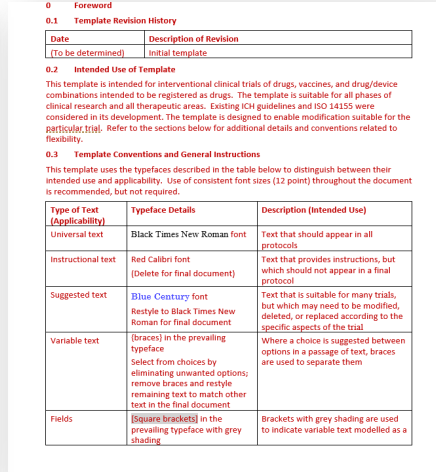 0 Foreword
0.1 Template Revision History
Date Description of Revision
(To be determined) Initial template
0.2 Intended Use of Template
This template is intended for interventional clinical trials of drugs, vaccines, and drug/device
combinations intended to be registered as drugs. The template is suitable for all phases of
clinical research and all therapeutic areas. Existing ICH guidelines and ISO 14155 were
considered in its development. The template is designed to enable modification suitable for the
particular trial. Refer to the sections below for additional details and conventions related to
flexibility.
0.3 Template Conventions and General Instructions
This template uses the typefaces described in the table below to distinguish between their
intended use and applicability. Use of consistent font sizes (12 point) throughout the document
is recommended, but not required.
Type of Text
(Applicability)
Typeface Details
Description (Intended Use)
Universal text
Black Times New Roman font
Text that should appear in all
protocols
Instructional text
Red Calibri font
(Delete for final document)
Text that provides instructions, but
which should not appear in a final
protocol
Suggested text
Blue Century font
Restyle to Black Times New
Roman for final document
Text that is suitable for many trials,
but which may need to be modified,
deleted, or replaced according to the
specific aspects of the trial
Variable text
{braces} in the prevailing
typeface
Select from choices by
eliminating unwanted options;
remove braces and restyle
remaining text to match other
text in the final document
Where a choice is suggested between
options in a passage of text, braces
are used to separate them
Fields
[Square brackets] in the
prevailing typeface with grey
shading
Brackets with grey shading are used
to indicate variable text modelled as a